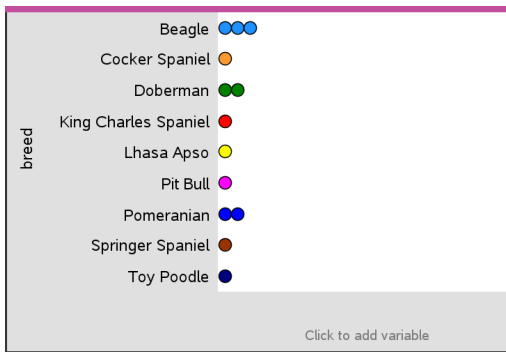 Beagle
Cocker Spaniel
Doberman
King Charles Spaniel
Lhasa Apso
Pit Bull
Pomeranian
Springer Spaniel
Toy Poodle
breed
Click to add variable